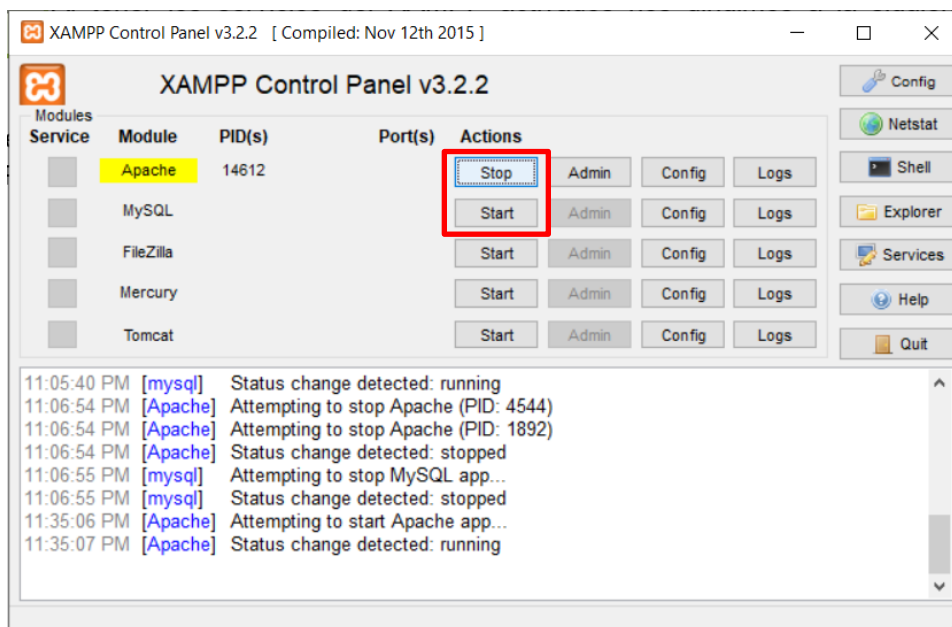 XAMPP Control Panel v3.2.2 [ Compiled: Nov 12th 2015 ]
XAMPP Control Panel v3.2.2
Config
Modules
Service Module PID(s) Port(s) Actions
Netstat
Apache 14612 Stop Admin Config Logs
Shell
MySQL Start Admin Config Logs
Explorer
FileZilla Start Admin Config Logs
Services
Mercury Start Admin Config Logs
Help
Tomcat Start Admin Config Logs
Quit
11:05:40 PM [mysql] Status change detected: running
11:06:54 PM [Apache] Attempting to stop Apache (PID: 4544)
11:06:54 PM [Apache] Attempting to stop Apache (PID: 1892)
11:06:54 PM [Apache] Status change detected: stopped
11:06:55 PM [mysql] Attempting to stop MySQL app...
11:06:55 PM [mysql] Status change detected: stopped
11:35:06 PM [Apache] Attempting to start Apache app...
11:35:07 PM [Apache] Status change detected: running